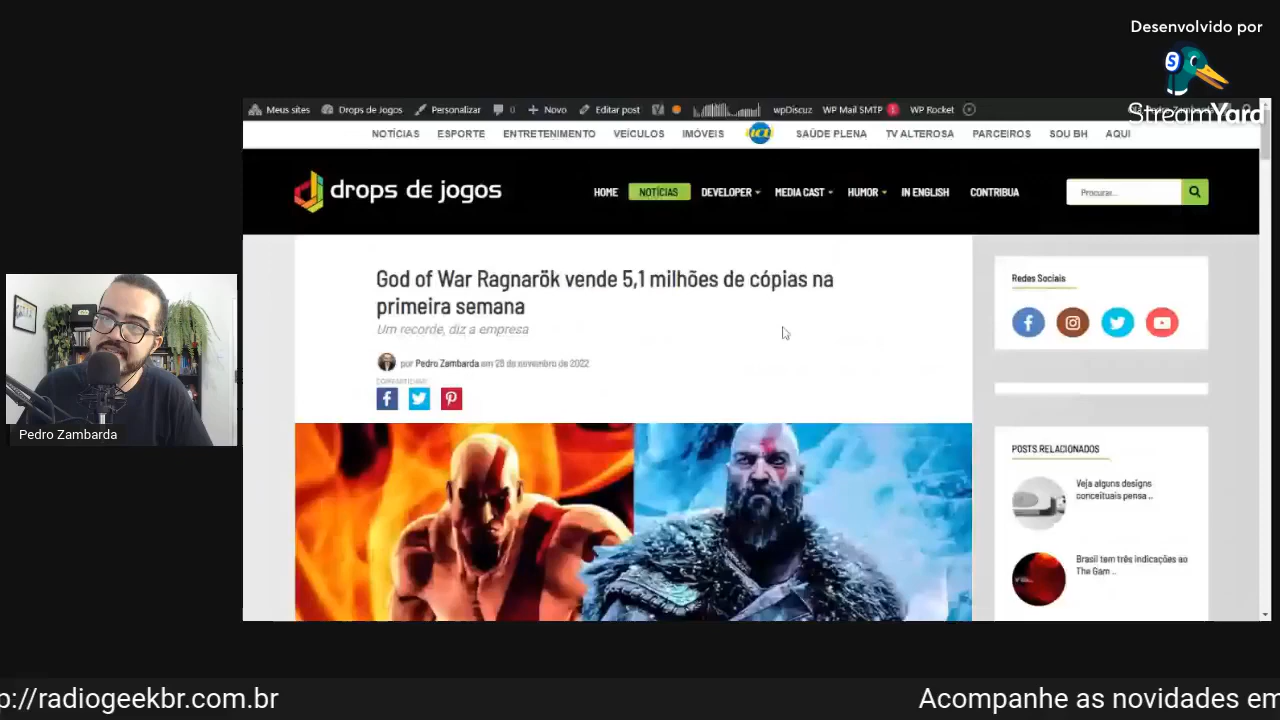 Desenvolvido por
StreamYard
Meus sites Drops de Jogos Personalizar 0 Novo Editar post wpDiscuz WP Mail SMTP WP Rocket
NOTÍCIAS ESPORTE ENTRETENIMENTO VEÍCULOS IMÓVEIS SAÚDE PLENA TV ALTEROSA PARCEIROS SOU BH AQUI
drops de jogos
HOME NOTÍCIAS DEVELOPER MEDIA CAST HUMOR IN ENGLISH CONTRIBUA
Procurar...
God of War Ragnarök vende 5,1 milhões de cópias na
primeira semana
Um recorde, diz a empresa
por Pedro Zambarda em 28 de novembro de 2022
COMPARTILHAR
Redes Sociais
POSTS RELACIONADOS
Veja alguns designs
conceituais pensa ..
Brasil tem três indicações ao
The Gam ..
Pedro Zambarda
p://radiogeekbr.com.br
Acompanhe as novidades em